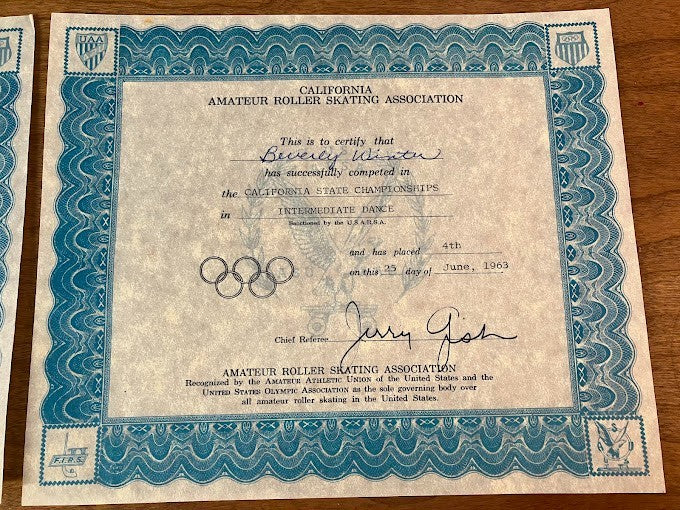 AAU
CALIFORNIA
AMATEUR ROLLER SKATING ASSOCIATION
This is to certify that
Beverly Winter
has successfully competed in
the CALIFORNIA STATE CHAMPIONSHIPS
in INTERMEDIATE DANCE
Sanctioned by the U.S.A.R.S.A.
and has placed 4th
on this 23 day of June, 1963
Chief Referee Jerry Gish
AMATEUR ROLLER SKATING ASSOCIATION
Recognized by the AMATEUR ATHLETIC UNION of the United States and the
UNITED STATES OLYMPIC ASSOCIATION as the sole governing body over
all amateur roller skating in the United States.
F.I.R.S.